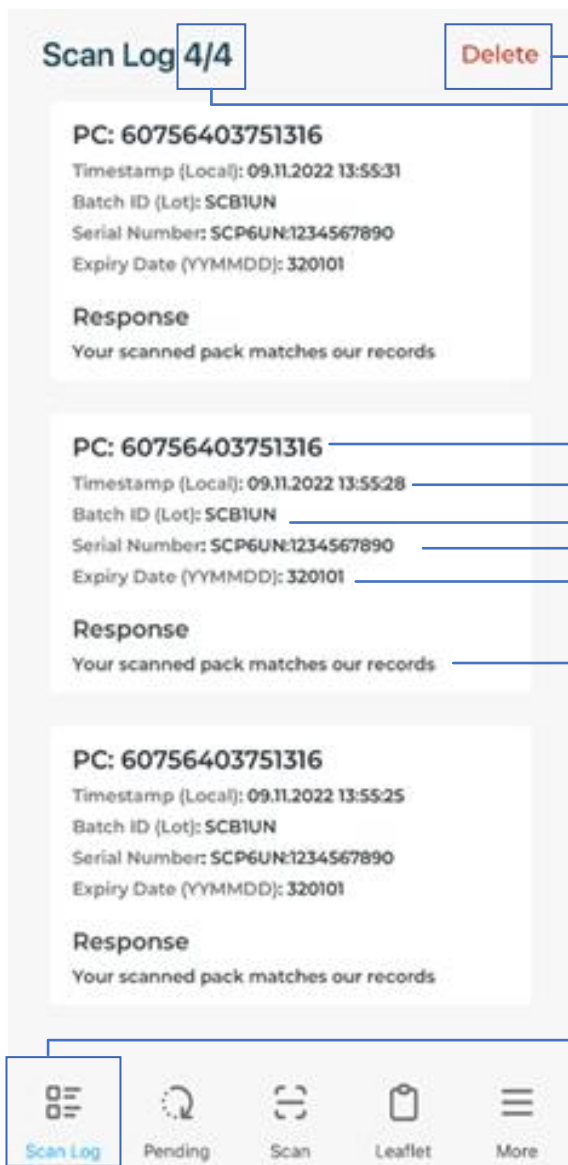 Scan Log 4/4
Delete
PC: 60756403751316
Timestamp (Local): 09.11.2022 13:55:31
Batch ID (Lot): SCB1UN
Serial Number: SCP6UN:1234567890
Expiry Date (YYMMDD): 320101
Response
Your scanned pack matches our records
PC: 60756403751316
Timestamp (Local): 09.11.2022 13:55:28
Batch ID (Lot): SCB1UN
Serial Number: SCP6UN:1234567890
Expiry Date (YYMMDD): 320101
Response
Your scanned pack matches our records
PC: 60756403751316
Timestamp (Local): 09.11.2022 13:55:25
Batch ID (Lot): SCB1UN
Serial Number: SCP6UN:1234567890
Expiry Date (YYMMDD): 320101
Response
Your scanned pack matches our records
Scan Log
Pending
Scan
Leaflet
More